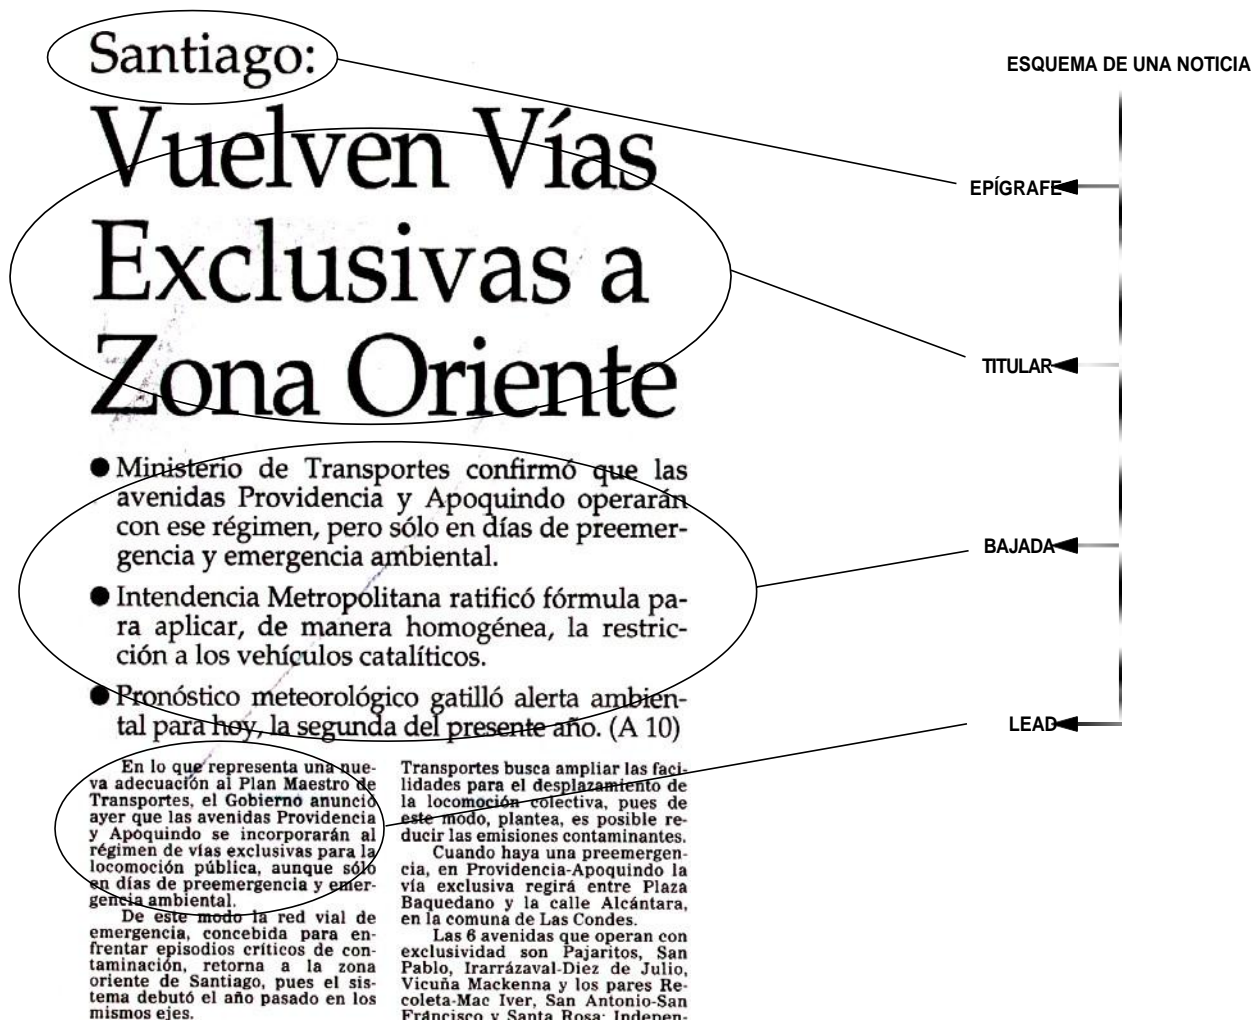 Santiago:
Vuelven Vías
Exclusivas a
Zona Oriente
● Ministerio de Transportes confirmó que las
avenidas Providencia y Apoquindo operarán
con ese régimen, pero sólo en días de preemer-
gencia y emergencia ambiental.
● Intendencia Metropolitana ratificó fórmula pa-
ra aplicar, de manera homogénea, la restric-
ción a los vehículos catalíticos.
● Pronóstico meteorológico gatilló alerta ambien-
tal para hoy, la segunda del presente año. (A 10)
En lo que representa una nue-
va adecuación al Plan Maestro de
Transportes, el Gobierno anunció
ayer que las avenidas Providencia
y Apoquindo se incorporarán al
régimen de vías exclusivas para la
locomoción pública, aunque sólo
en días de preemergencia y emer-
gencia ambiental.
De este modo la red vial de
emergencia, concebida para en-
frentar episodios críticos de con-
taminación, retorna a la zona
oriente de Santiago, pues el sis-
tema debutó el año pasado en los
mismos ejes.
Transportes busca ampliar las faci-
lidades para el desplazamiento de
la locomoción colectiva, pues de
este modo, plantea, es posible re-
ducir las emisiones contaminantes.
Cuando haya una preemergen-
cia, en Providencia-Apoquindo la
vía exclusiva regirá entre Plaza
Baquedano y la calle Alcántara,
en la comuna de Las Condes.
Las 6 avenidas que operan con
exclusividad son Pajaritos, San
Pablo, Irarrázaval-Diez de Julio,
Vicuña Mackenna y los pares Re-
coleta-Mac Iver, San Antonio-San
Fráncisco y Santa Rosa; Indepen-
ESQUEMA DE UNA NOTICIA
EPÍGRAFE
TITULAR
BAJADA
LEAD